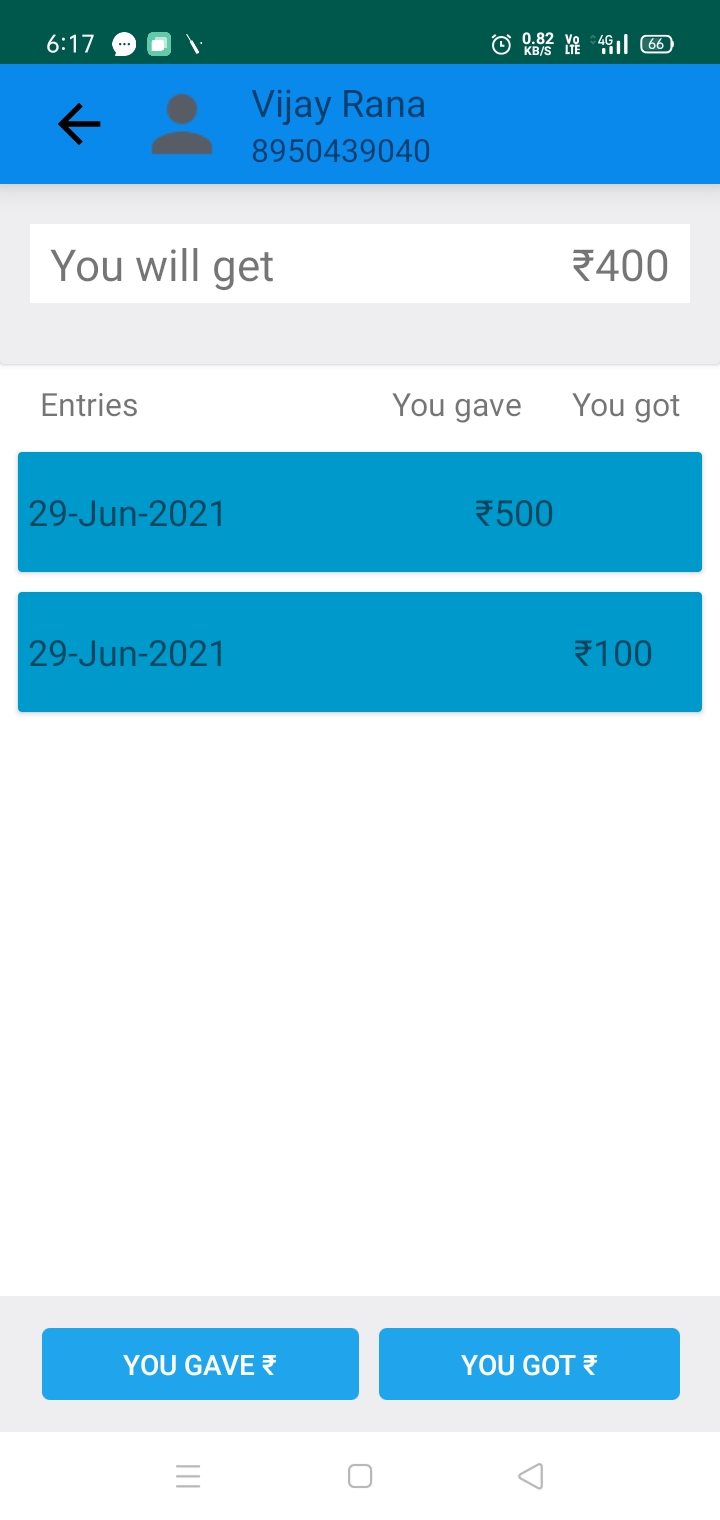 6:17 0.82 KB/S Vo LTE 4G 66
Vijay Rana
8950439040
You will get ₹400
Entries You gave You got
29-Jun-2021 ₹500
29-Jun-2021 ₹100
YOU GAVE ₹ YOU GOT ₹